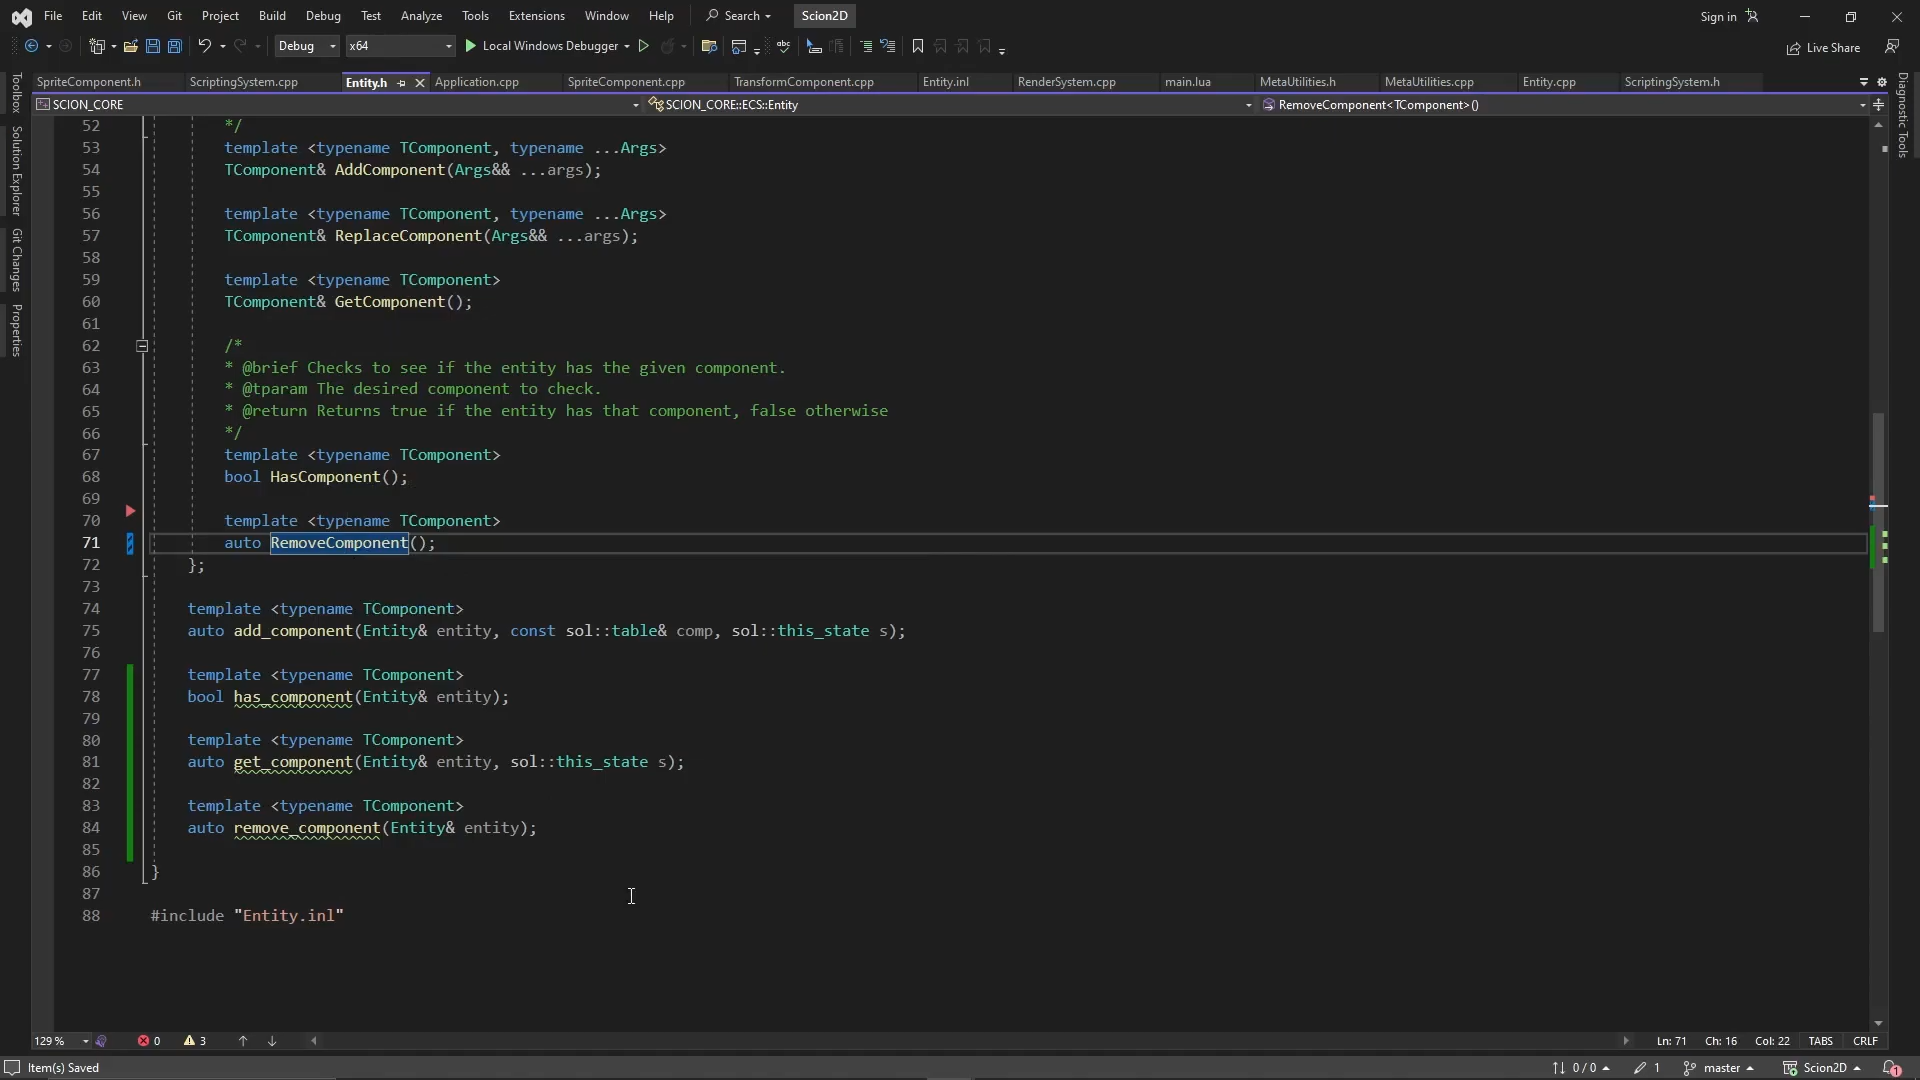 File Edit View Git Project Build Debug Test Analyze Tools Extensions Window Help Search Scion2D Sign in
Debug x64 Local Windows Debugger Live Share
SpriteComponent.h ScriptingSystem.cpp Entity.h Application.cpp SpriteComponent.cpp TransformComponent.cpp Entity.inl RenderSystem.cpp main.lua MetaUtilities.h MetaUtilities.cpp Entity.cpp ScriptingSystem.h
SCION_CORE SCION_CORE::ECS::Entity RemoveComponent<TComponent>()
Toolbox
Solution Explorer
Git Changes
Properties
Diagnostic Tools
52 */
53 template <typename TComponent, typename ...Args>
54 TComponent& AddComponent(Args&& ...args);
55
56 template <typename TComponent, typename ...Args>
57 TComponent& ReplaceComponent(Args&& ...args);
58
59 template <typename TComponent>
60 TComponent& GetComponent();
61
62 /*
63 * @brief Checks to see if the entity has the given component.
64 * @tparam The desired component to check.
65 * @return Returns true if the entity has that component, false otherwise
66 */
67 template <typename TComponent>
68 bool HasComponent();
69
70 template <typename TComponent>
71 auto RemoveComponent();
72 };
73
74 template <typename TComponent>
75 auto add_component(Entity& entity, const sol::table& comp, sol::this_state s);
76
77 template <typename TComponent>
78 bool has_component(Entity& entity);
79
80 template <typename TComponent>
81 auto get_component(Entity& entity, sol::this_state s);
82
83 template <typename TComponent>
84 auto remove_component(Entity& entity);
85
86 }
87
88 #include "Entity.inl"
129 % 0 3 Ln: 71 Ch: 16 Col: 22 TABS CRLF
Item(s) Saved 0 / 0 1 master Scion2D 1